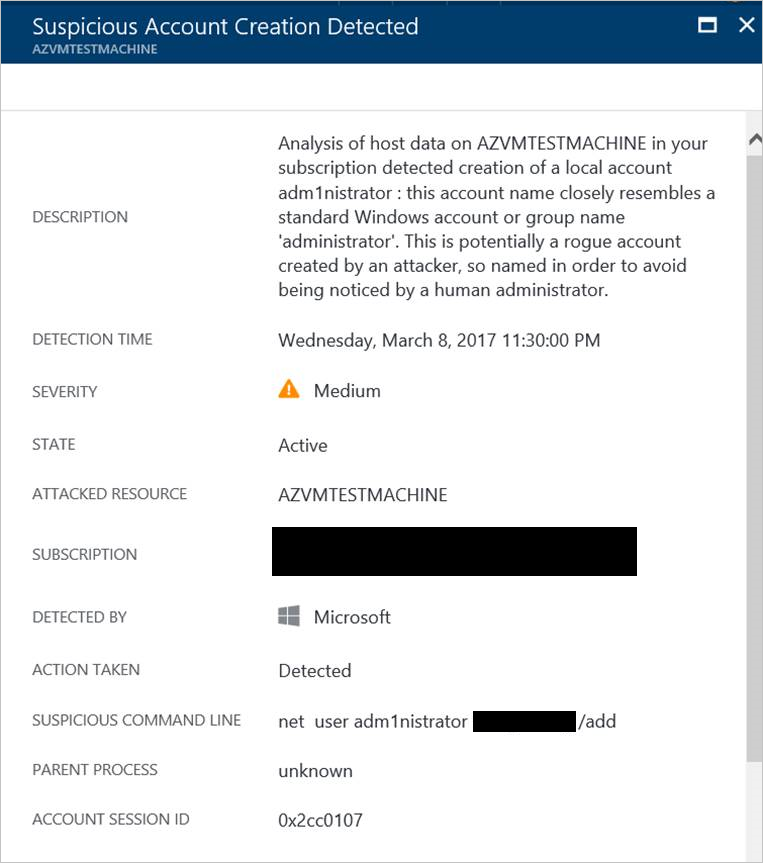 Suspicious Account Creation Detected
AZVMTESTMACHINE
DESCRIPTION
Analysis of host data on AZVMTESTMACHINE in your
subscription detected creation of a local account
adm1nistrator : this account name closely resembles a
standard Windows account or group name
'administrator'. This is potentially a rogue account
created by an attacker, so named in order to avoid
being noticed by a human administrator.
DETECTION TIME
Wednesday, March 8, 2017 11:30:00 PM
SEVERITY
Medium
STATE
Active
ATTACKED RESOURCE
AZVMTESTMACHINE
SUBSCRIPTION
DETECTED BY
Microsoft
ACTION TAKEN
Detected
SUSPICIOUS COMMAND LINE
net user adm1nistrator /add
PARENT PROCESS
unknown
ACCOUNT SESSION ID
0x2cc0107